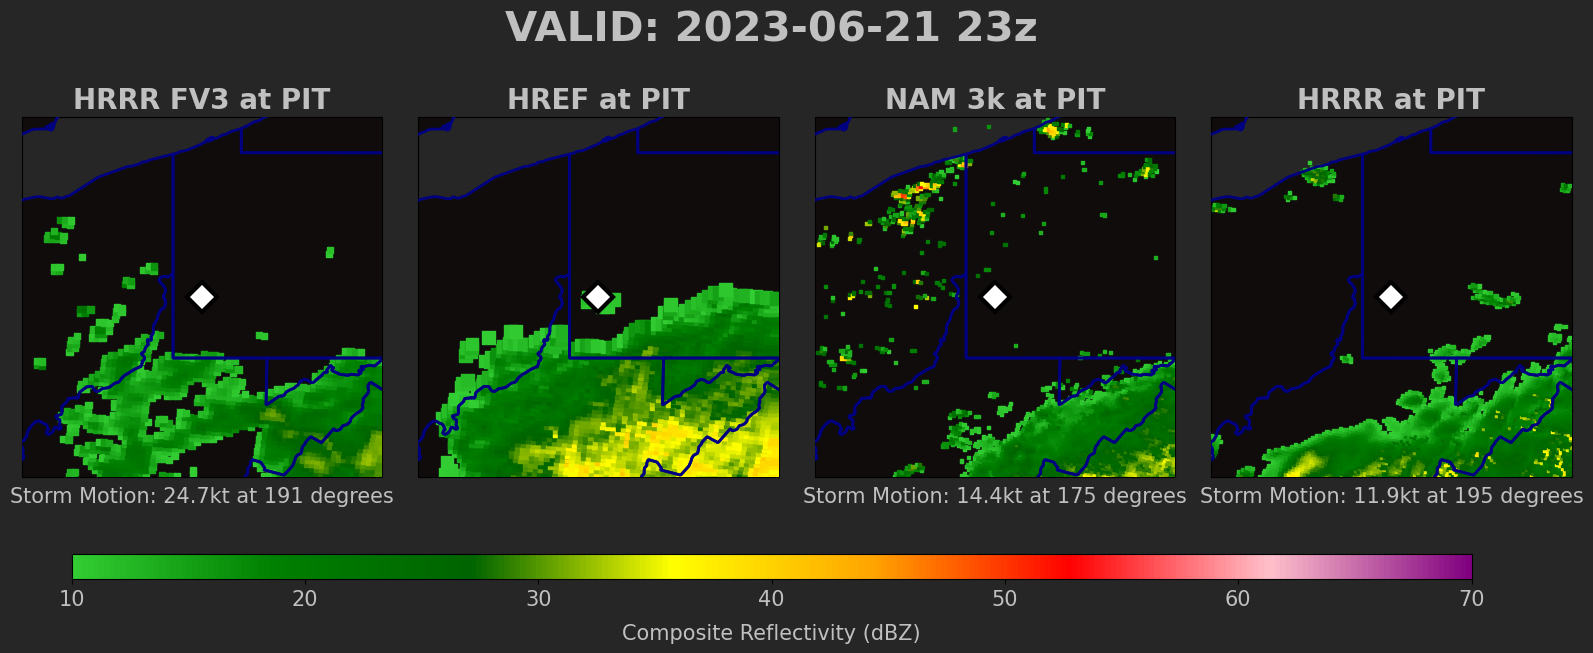 VALID: 2023-06-21 23z
HRRR FV3 at PIT
HREF at PIT
NAM 3k at PIT
HRRR at PIT
Storm Motion: 24.7kt at 191 degrees
Storm Motion: 14.4kt at 175 degrees
Storm Motion: 11.9kt at 195 degrees
10 20 30 40 50 60 70
Composite Reflectivity (dBZ)